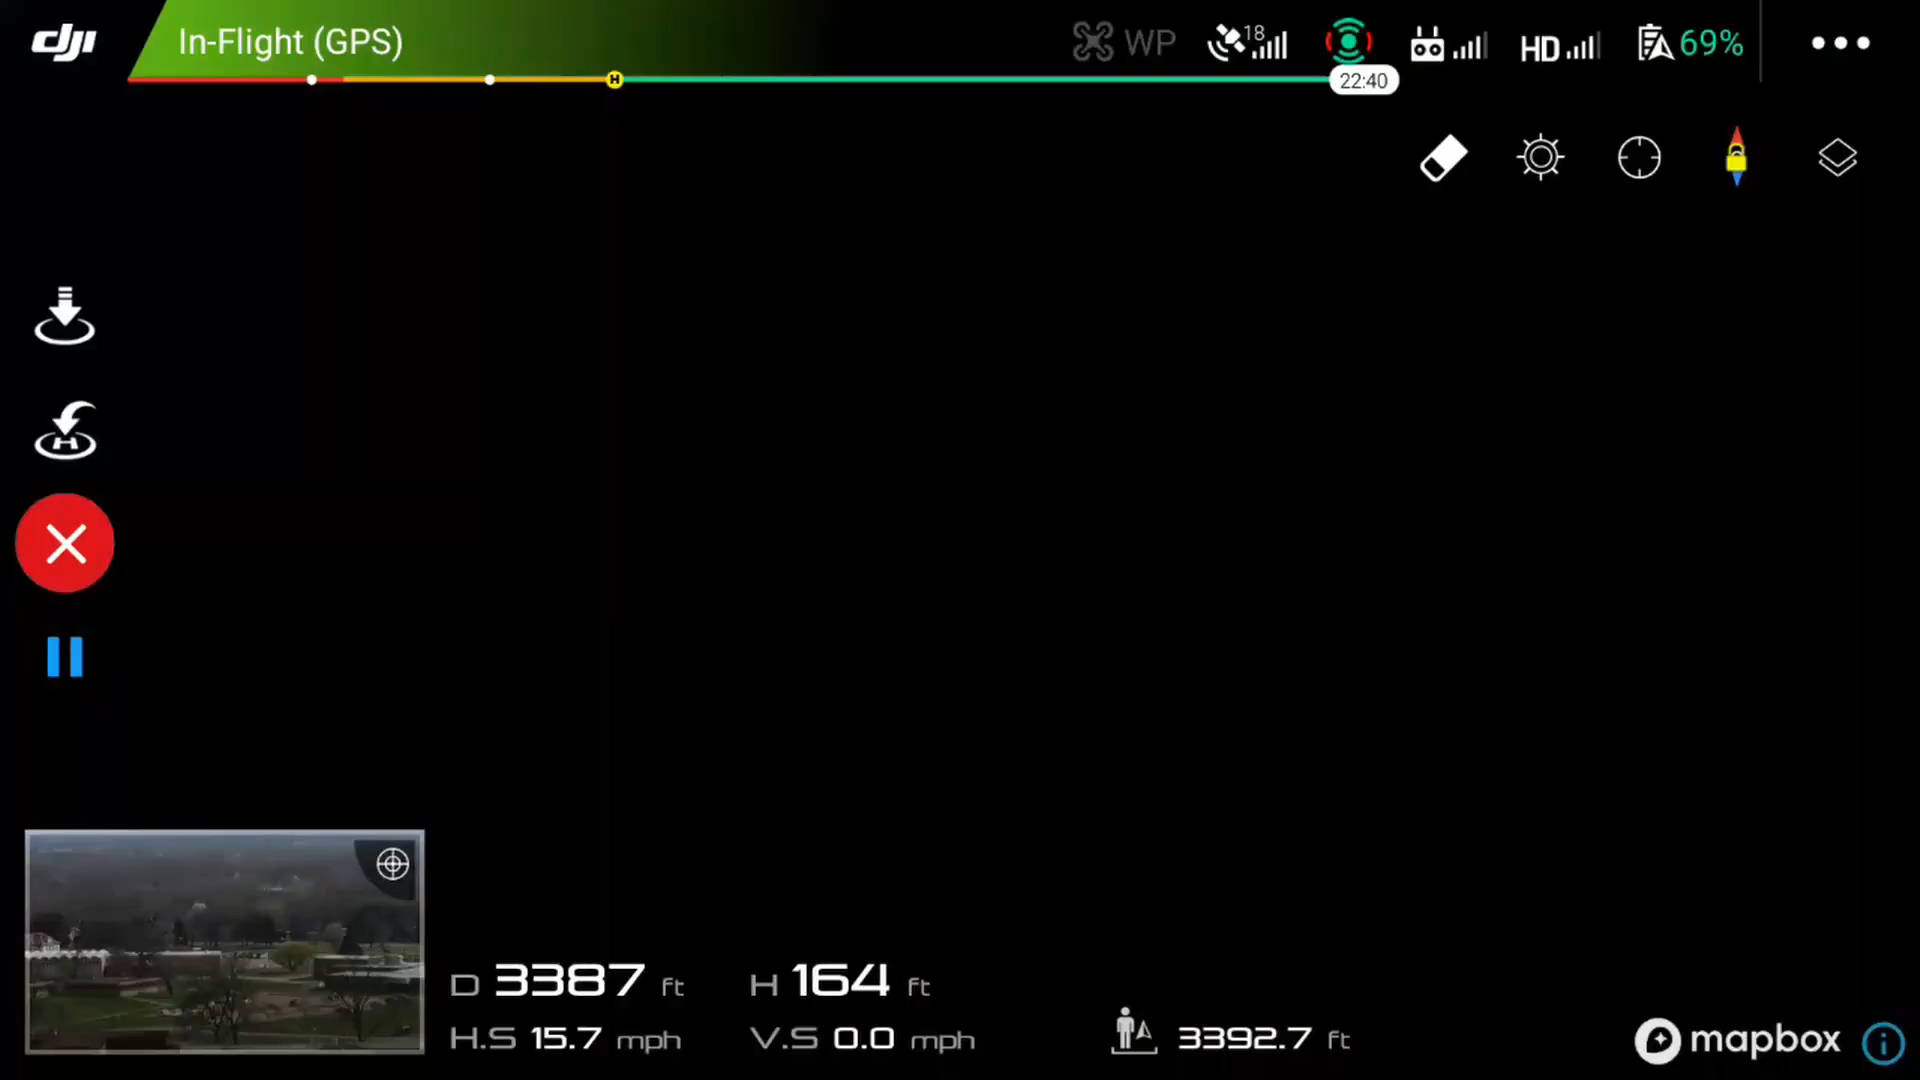 dji In-Flight (GPS) WP 18 HD 69%
H 22:40
H
D 3387 ft H 164 ft
H.S 15.7 mph V.S 0.0 mph 3392.7 ft
mapbox i